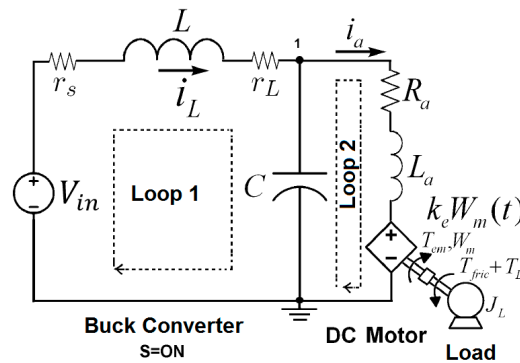 L
1
i_a
r_s
i_L
r_L
R_a
Loop 1
Loop 2
V_in
+
−
C
L_a
k_e W_m(t)
+
−
T_em, W_m
T_fric + T_L
J_L
Buck Converter
S=ON
DC Motor
Load